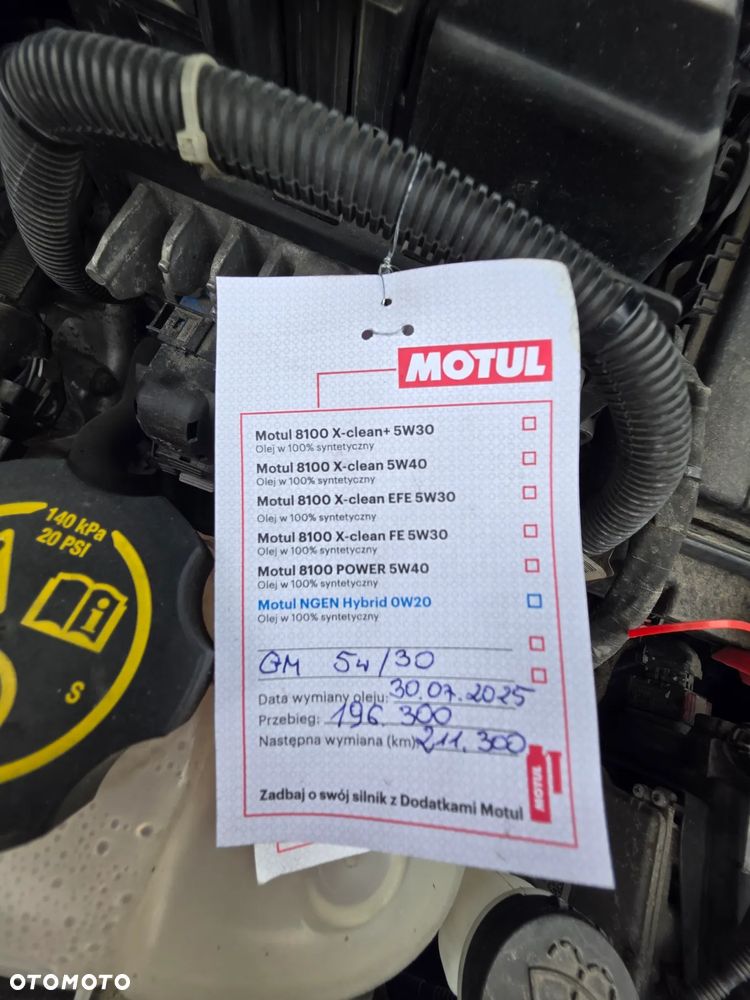 MOTUL
Motul 8100 X-clean+ 5W30
Olej w 100% syntetyczny
Motul 8100 X-clean 5W40
Olej w 100% syntetyczny
Motul 8100 X-clean EFE 5W30
Olej w 100% syntetyczny
Motul 8100 X-clean FE 5W30
Olej w 100% syntetyczny
Motul 8100 POWER 5W40
Olej w 100% syntetyczny
Motul NGEN Hybrid 0W20
Olej w 100% syntetyczny
GM 5w/30
Data wymiany oleju: 30.07.2025
Przebieg: 196.300
Następna wymiana (km): 211.300
Zadbaj o swój silnik z Dodatkami Motul
MOTUL
140 kPa
20 PSI
S
OTOMOTO